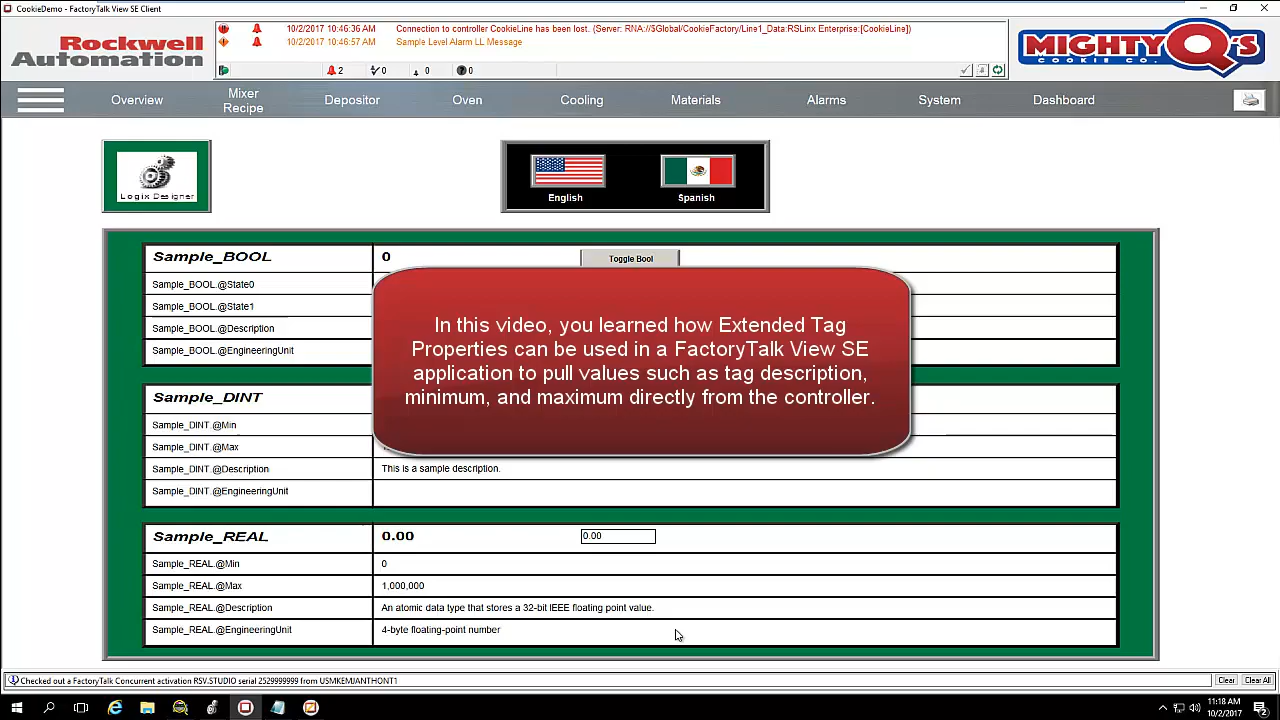 CookieDemo - FactoryTalk View SE Client
Rockwell
Automation
10/2/2017 10:46:36 AM Connection to controller CookieLine has been lost. (Server: RNA://$Global/CookieFactory/Line1_Data:RSLinx Enterprise:[CookieLine])
10/2/2017 10:46:57 AM Sample Level Alarm LL Message
2 0 0 0
MIGHTY Q's
COOKIE CO.
Overview
Mixer
Recipe
Depositor
Oven
Cooling
Materials
Alarms
System
Dashboard
Logix Designer
English
Spanish
Sample_BOOL 0 Toggle Bool
Sample_BOOL.@State0
Sample_BOOL.@State1
Sample_BOOL.@Description
Sample_BOOL.@EngineeringUnit
In this video, you learned how Extended Tag
Properties can be used in a FactoryTalk View SE
application to pull values such as tag description,
minimum, and maximum directly from the controller.
Sample_DINT
Sample_DINT.@Min
Sample_DINT.@Max
Sample_DINT.@Description This is a sample description.
Sample_DINT.@EngineeringUnit
Sample_REAL 0.00 0.00
Sample_REAL.@Min 0
Sample_REAL.@Max 1,000,000
Sample_REAL.@Description An atomic data type that stores a 32-bit IEEE floating point value.
Sample_REAL.@EngineeringUnit 4-byte floating-point number
Checked out a FactoryTalk Concurrent activation RSV.STUDIO serial 2529999999 from USMKEMJANTHONT1 Clear Clear All
11:18 AM
10/2/2017
2